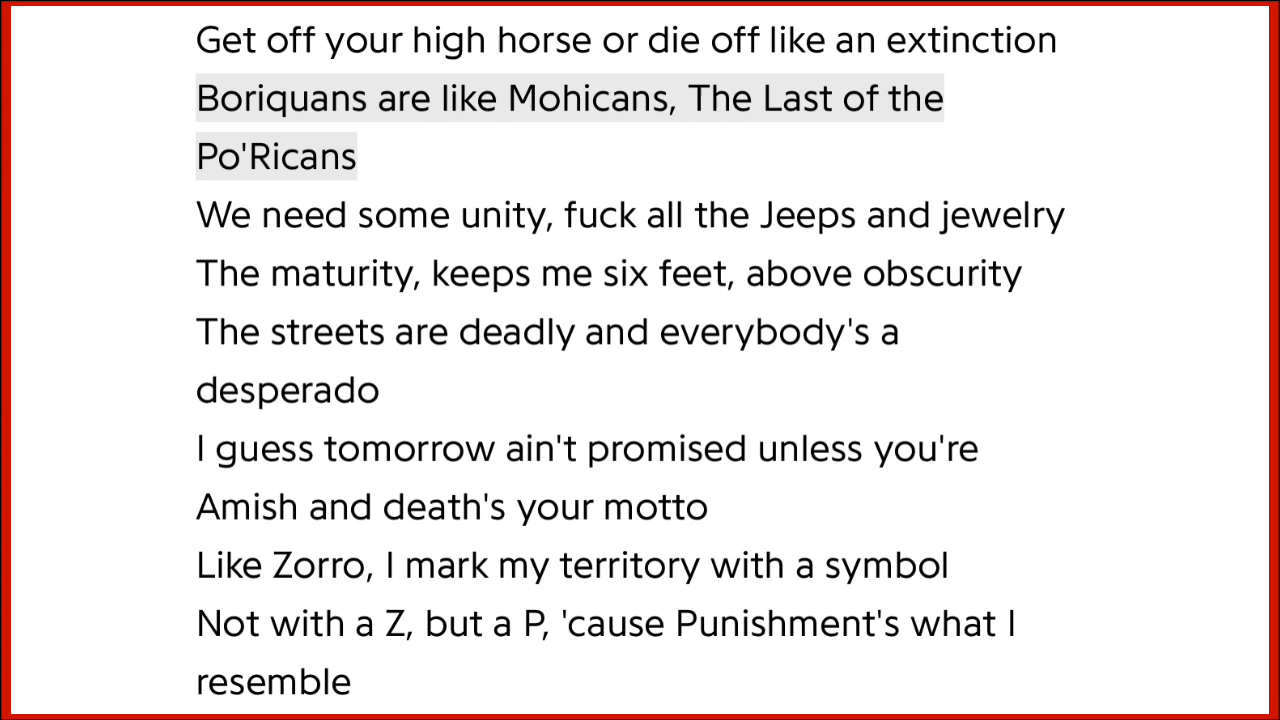 Get off your high horse or die off like an extinction
Boriquans are like Mohicans, The Last of the
Po'Ricans
We need some unity, fuck all the Jeeps and jewelry
The maturity, keeps me six feet, above obscurity
The streets are deadly and everybody's a
desperado
I guess tomorrow ain't promised unless you're
Amish and death's your motto
Like Zorro, I mark my territory with a symbol
Not with a Z, but a P, 'cause Punishment's what I
resemble